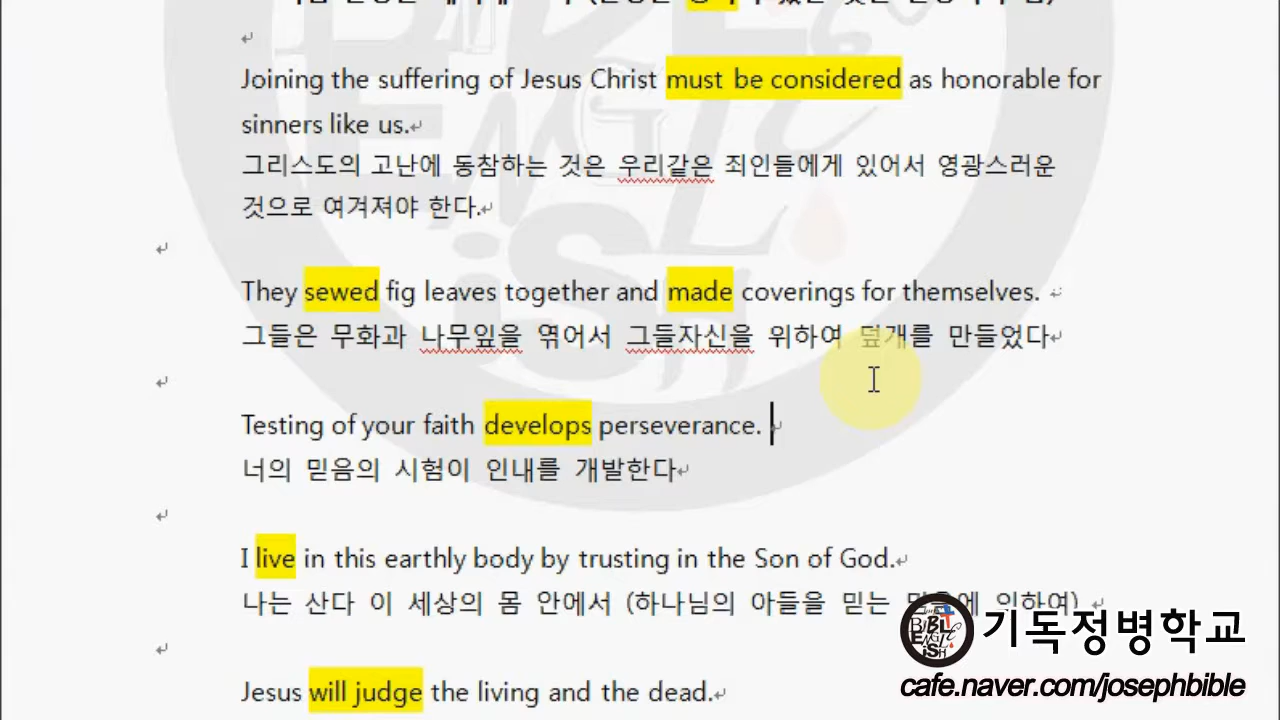 Joining the suffering of Jesus Christ must be considered as honorable for
sinners like us.
그리스도의 고난에 동참하는 것은 우리같은 죄인들에게 있어서 영광스러운
것으로 여겨져야 한다.
They sewed fig leaves together and made coverings for themselves.
그들은 무화과 나무잎을 엮어서 그들자신을 위하여 덮개를 만들었다
Testing of your faith develops perseverance.
너의 믿음의 시험이 인내를 개발한다
I live in this earthly body by trusting in the Son of God.
나는 산다 이 세상의 몸 안에서 (하나님의 아들을 믿는
기독정병학교
cafe.naver.com/josephbible
Jesus will judge the living and the dead.